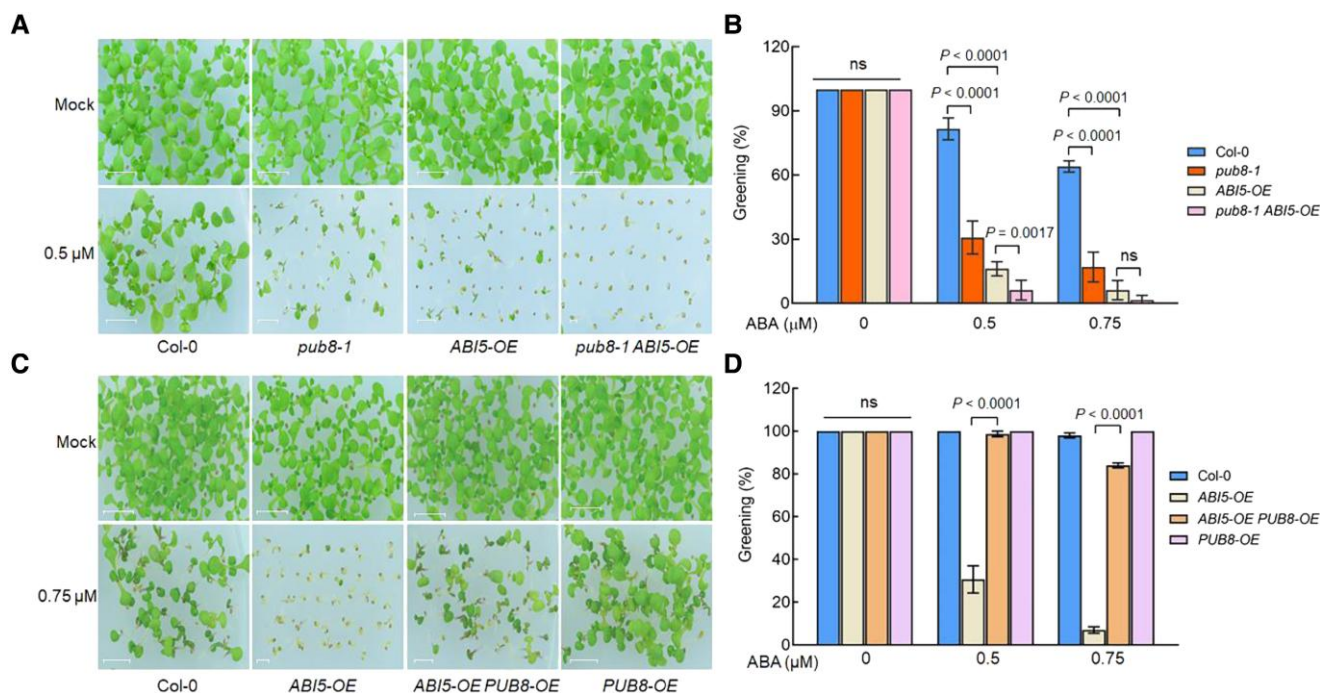 A
Mock
0.5 μM
Col-0
pub8-1
ABI5-OE
pub8-1 ABI5-OE
B
120
90
60
30
0
Greening (%)
ns
P < 0.0001
P < 0.0001
P = 0.0017
P < 0.0001
P < 0.0001
ns
ABA (μM)
0
0.5
0.75
Col-0
pub8-1
ABI5-OE
pub8-1 ABI5-OE
C
Mock
0.75 μM
Col-0
ABI5-OE
ABI5-OE PUB8-OE
PUB8-OE
D
120
100
80
60
40
20
0
Greening (%)
ns
P < 0.0001
P < 0.0001
ABA (μM)
0
0.5
0.75
Col-0
ABI5-OE
ABI5-OE PUB8-OE
PUB8-OE